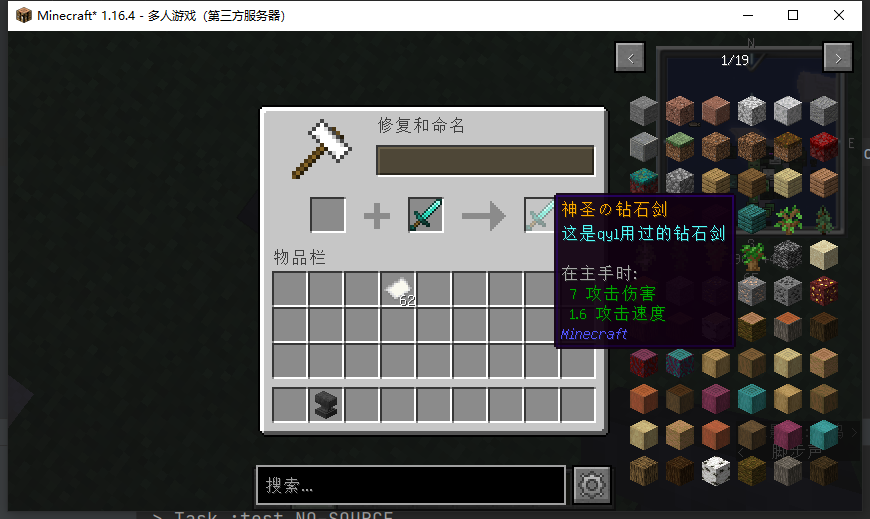 Minecraft* 1.16.4 - 多人游戏（第三方服务器）
N
1/19
修复和命名
E
神圣の钻石剑
这是qyl用过的钻石剑
物品栏
在主手时:
7 攻击伤害
1.6 攻击速度
Minecraft
62
脚步声
搜索...
> Task :test NO-SOURCE